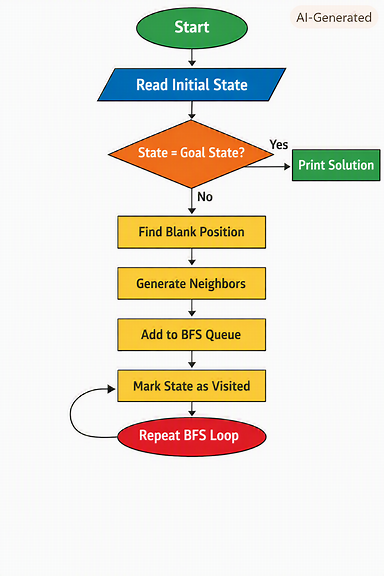 AI-Generated
Start
Read Initial State
State = Goal State?
Yes
Print Solution
No
Find Blank Position
Generate Neighbors
Add to BFS Queue
Mark State as Visited
Repeat BFS Loop